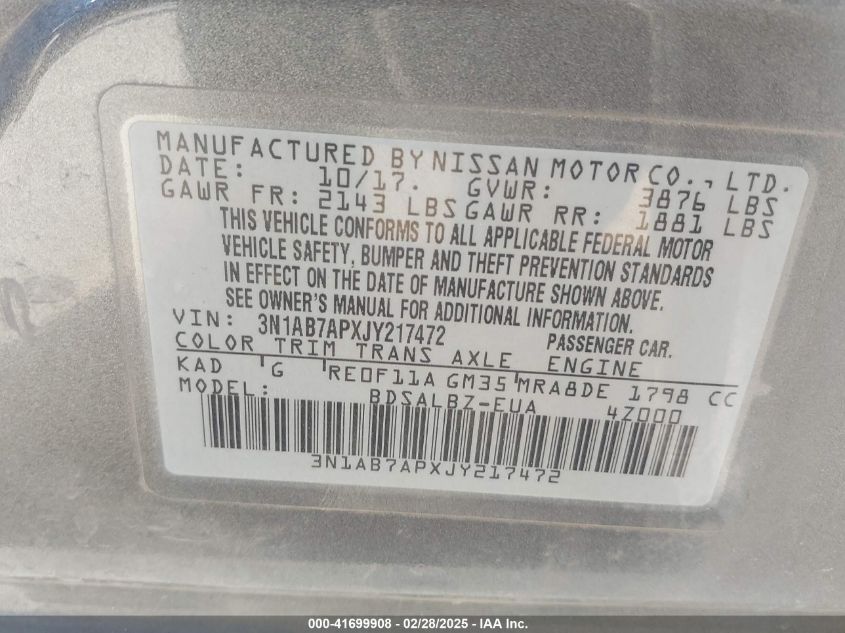 MANUFACTURED BY NISSAN MOTOR CO., LTD.
DATE: 10/17. GVWR: 3876 LBS
GAWR FR: 2143 LBS GAWR RR: 1881 LBS
THIS VEHICLE CONFORMS TO ALL APPLICABLE FEDERAL MOTOR
VEHICLE SAFETY, BUMPER AND THEFT PREVENTION STANDARDS
IN EFFECT ON THE DATE OF MANUFACTURE SHOWN ABOVE.
SEE OWNER'S MANUAL FOR ADDITIONAL INFORMATION.
VIN: 3N1AB7APXJY217472 PASSENGER CAR.
COLOR TRIM TRANS AXLE ENGINE
KAD G RE0F11A GM35 MRA8DE 1798 CC
MODEL: BDSALBZ-EUA 4Z000
3N1AB7APXJY217472
000-41699908 - 02/28/2025 - IAA Inc.